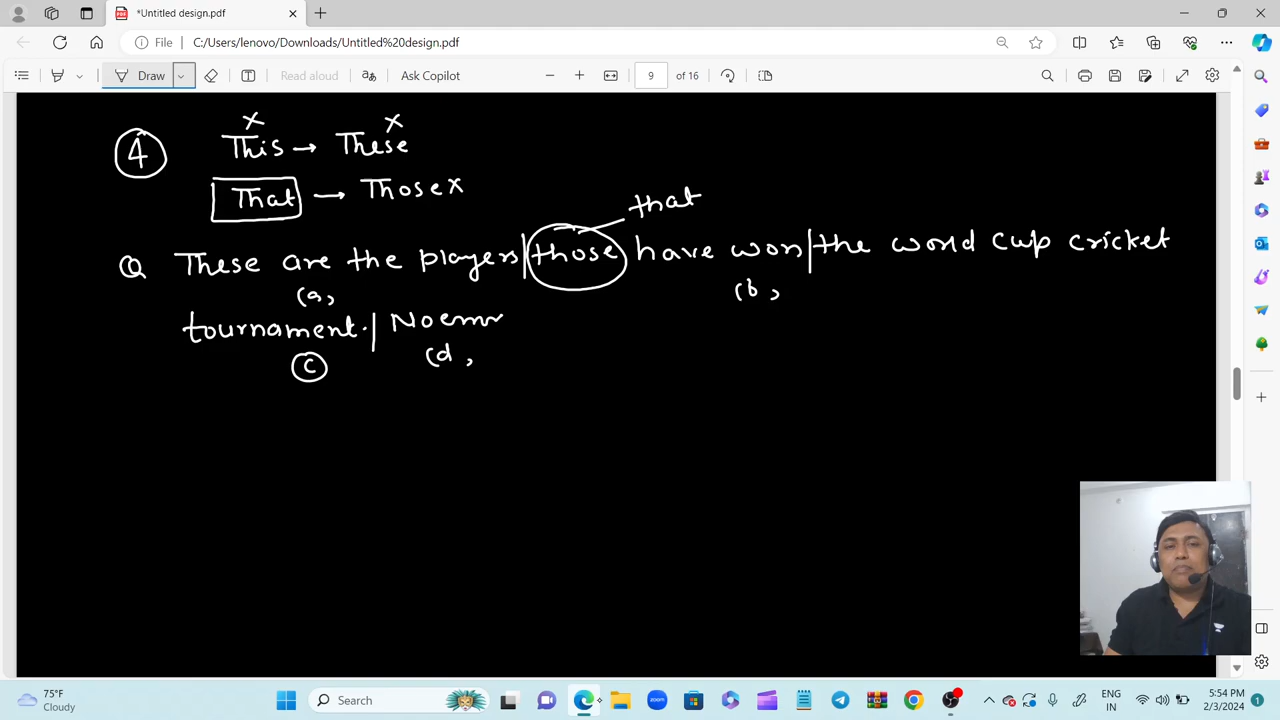 *Untitled design.pdf
File C:/Users/lenovo/Downloads/Untitled%20design.pdf
Draw Read aloud Ask Copilot 9 of 16
x x
4 This → These
That → Those x
that
Q These are the players | those have won | the world cup cricket
(a, (b,
tournament. | No
c (d,
75°F
Cloudy
Search
zoom
ENG
IN
5:54 PM
2/3/2024
1